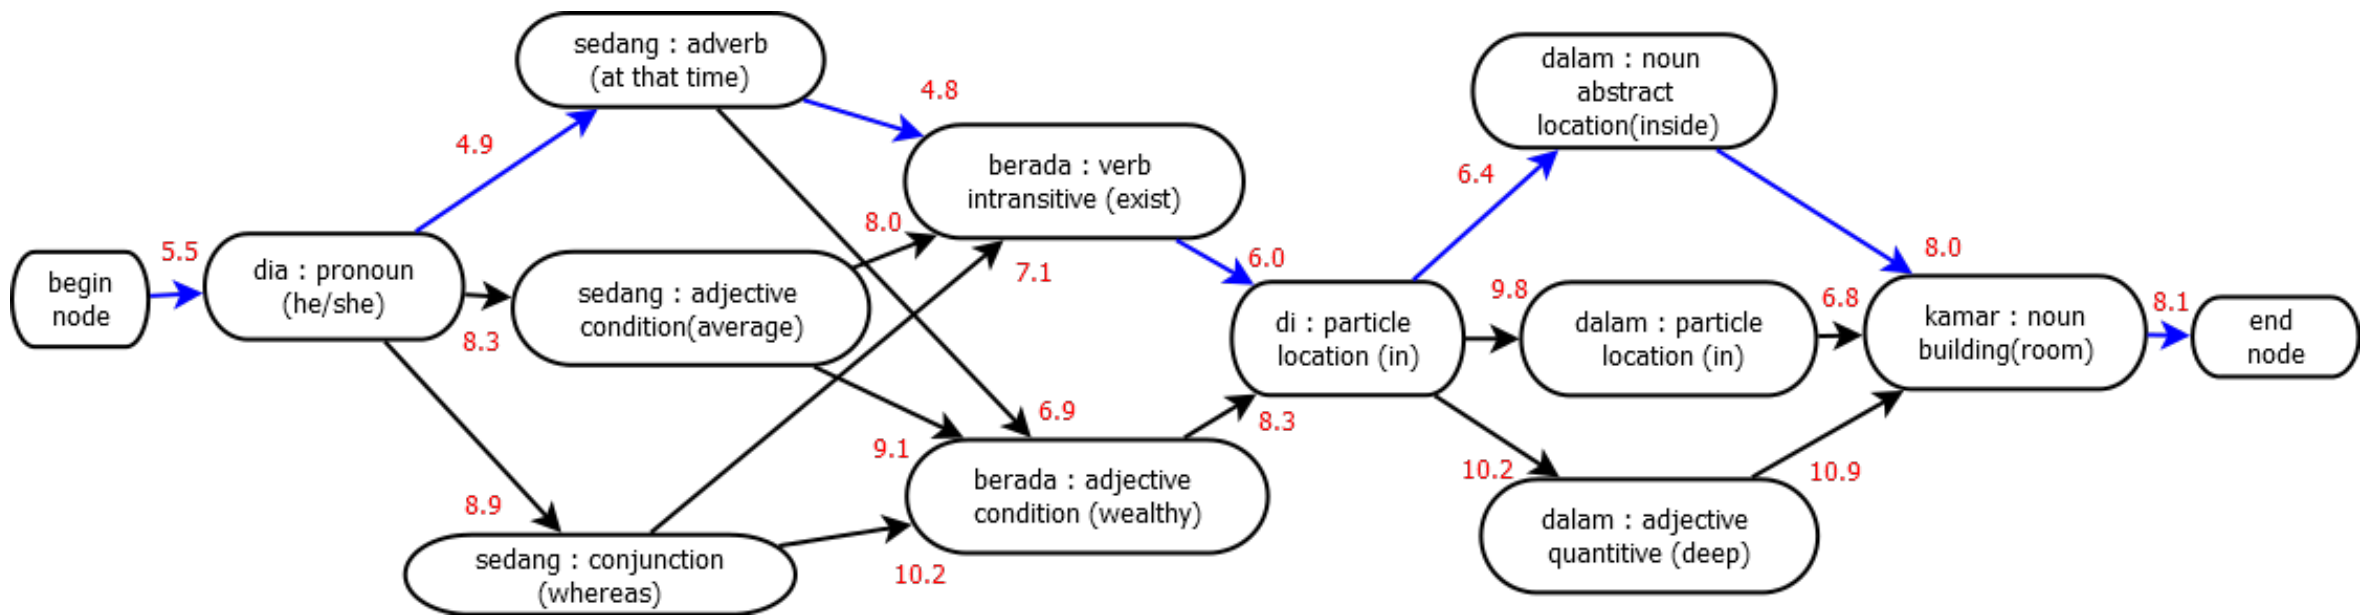 begin
node
5.5
dia : pronoun
(he/she)
4.9
8.3
8.9
sedang : adverb
(at that time)
sedang : adjective
condition(average)
sedang : conjunction
(whereas)
4.8
8.0
7.1
6.9
9.1
10.2
berada : verb
intransitive (exist)
berada : adjective
condition (wealthy)
6.0
8.3
di : particle
location (in)
6.4
9.8
10.2
dalam : noun
abstract
location(inside)
dalam : particle
location (in)
dalam : adjective
quantitive (deep)
8.0
6.8
10.9
kamar : noun
building(room)
8.1
end
node